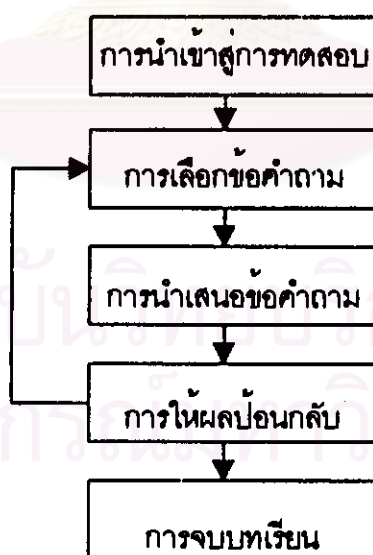 การนำเข้าสู่การทดสอบ
การเลือกข้อคำถาม
การนำเสนอข้อคำถาม
การให้ผลป้อนกลับ
การจบบทเรียน